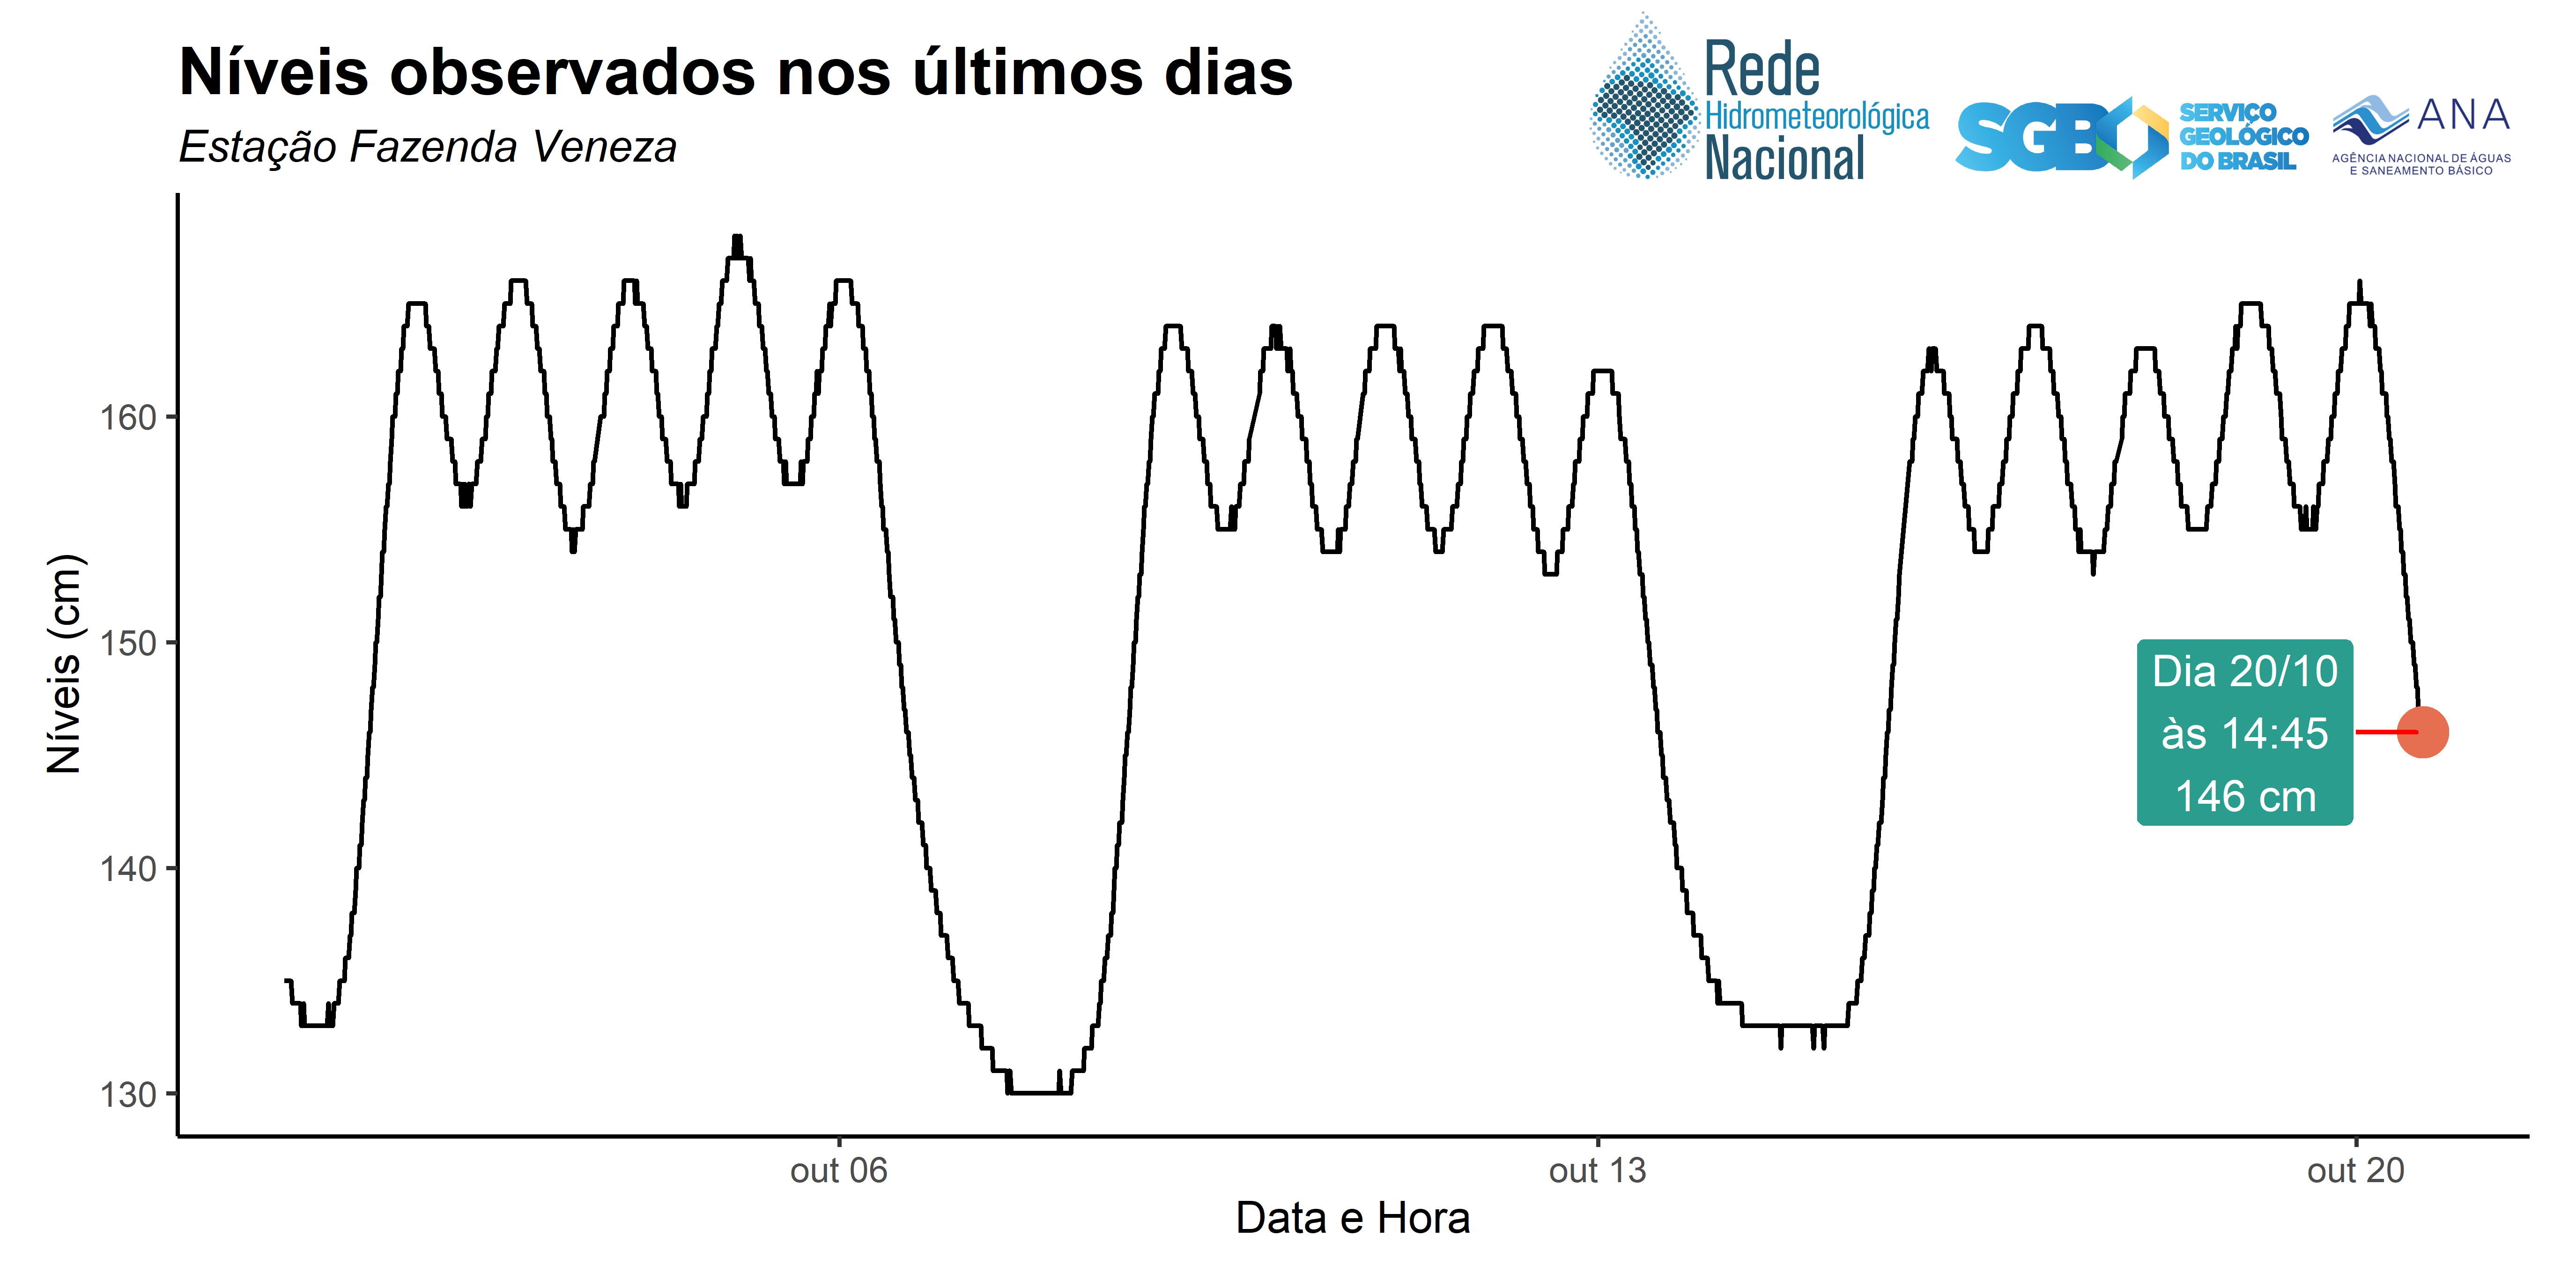 Níveis observados nos últimos dias
Estação Fazenda Veneza
Rede
Hidrometeorológica
Nacional
SGB
SERVIÇO
GEOLÓGICO
DO BRASIL
ANA
AGÊNCIA NACIONAL DE ÁGUAS
E SANEAMENTO BÁSICO
Níveis (cm)
160
150
140
130
Dia 20/10
às 14:45
146 cm
out 06
out 13
out 20
Data e Hora